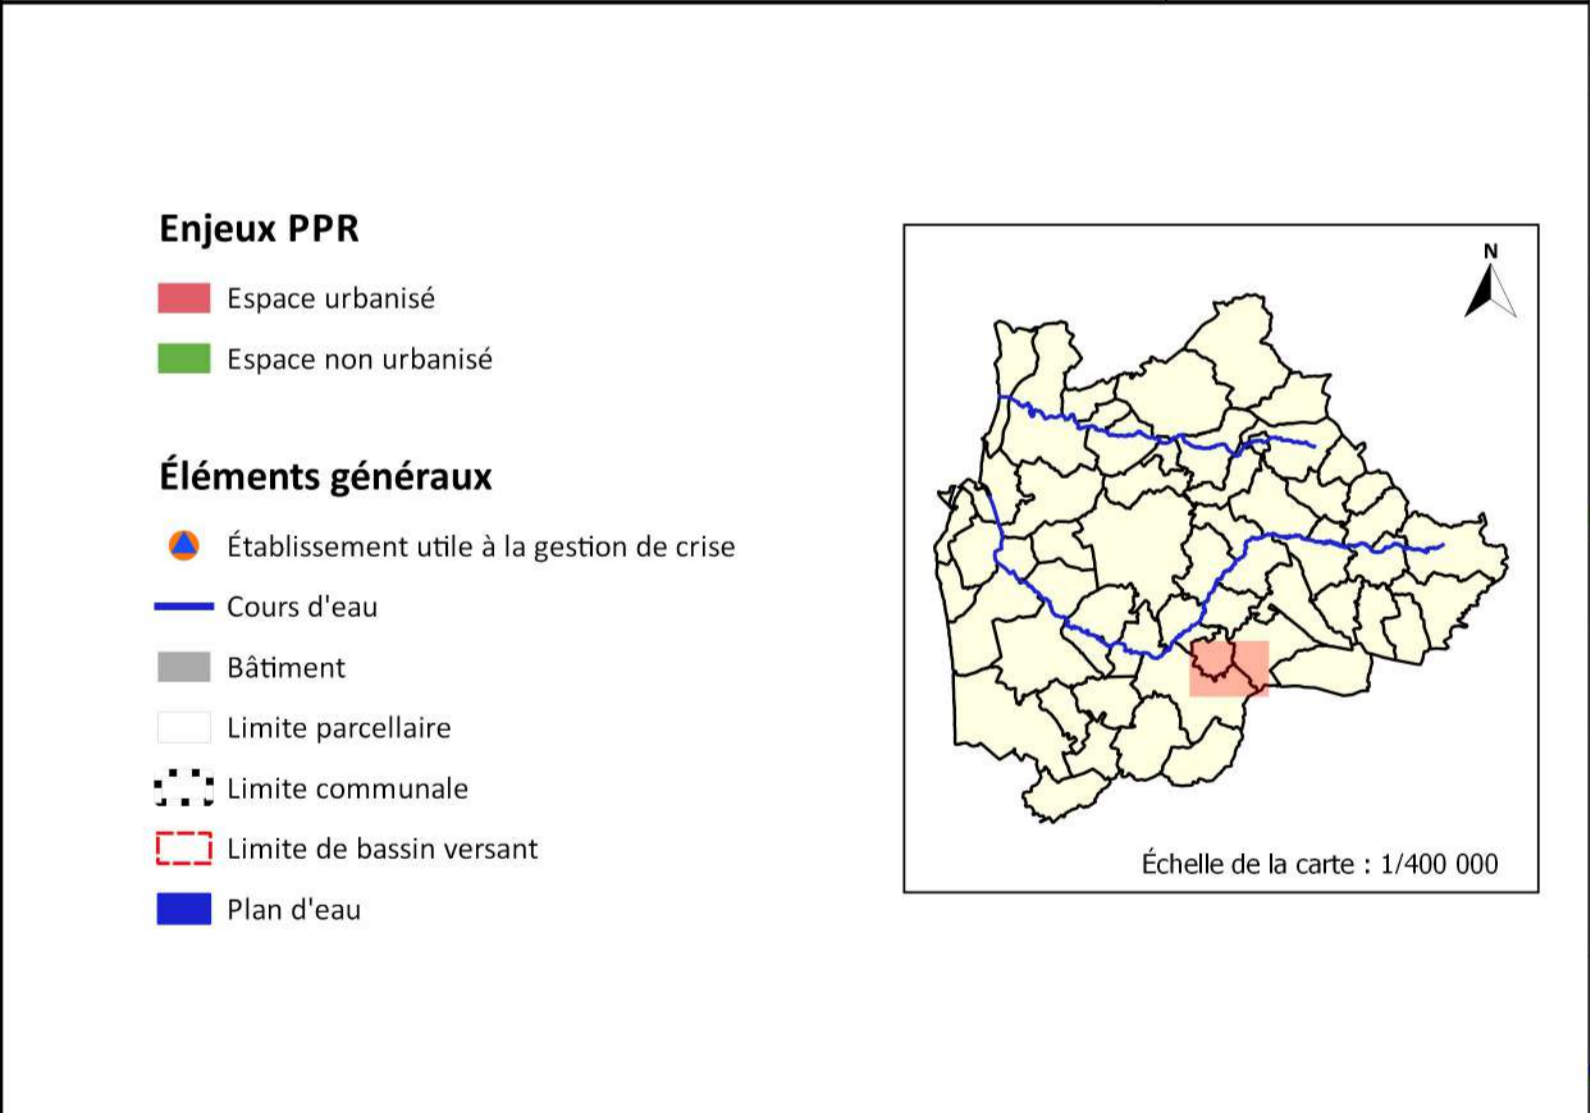 Enjeux PPR
Espace urbanisé
Espace non urbanisé
Éléments généraux
Établissement utile à la gestion de crise
Cours d'eau
Bâtiment
Limite parcellaire
Limite communale
Limite de bassin versant
Plan d'eau
N
Échelle de la carte : 1/400 000